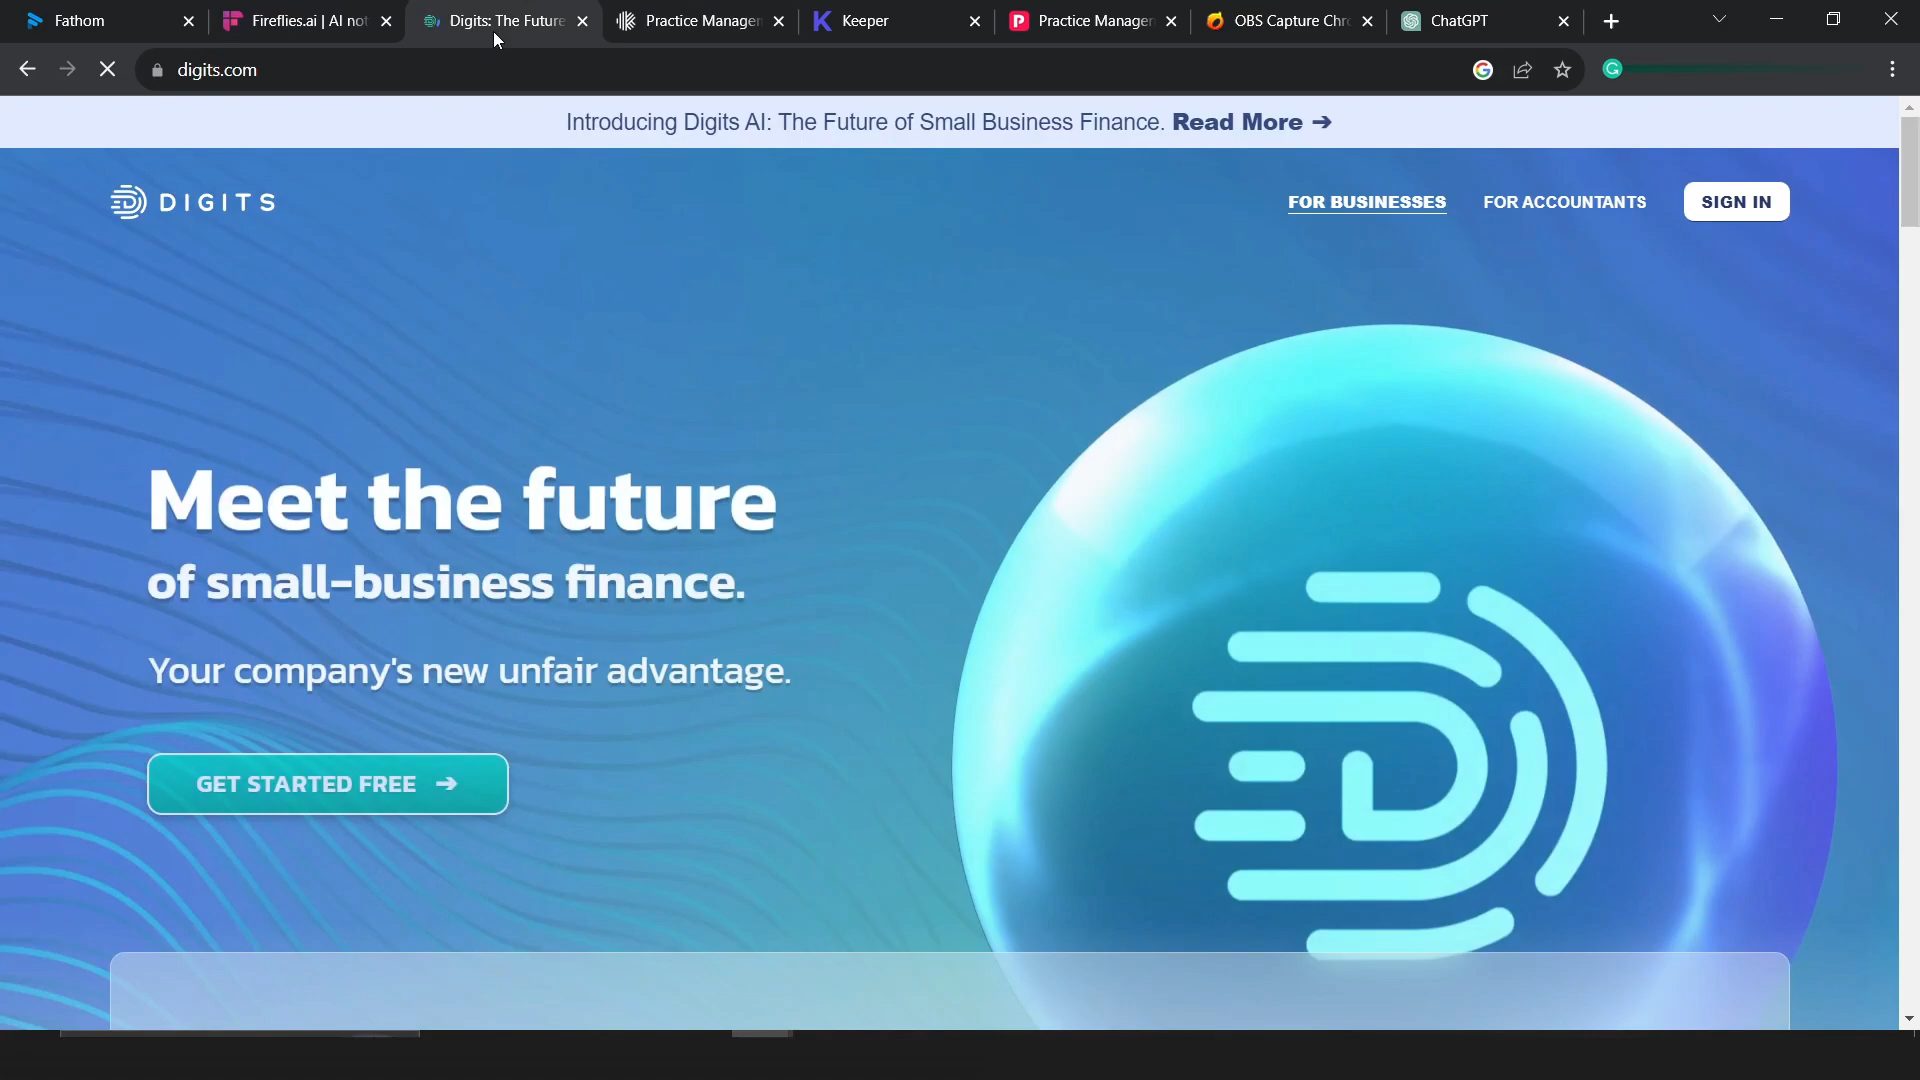 Fathom
Fireflies.ai | AI not
Digits: The Future
Practice Managem
Keeper
Practice Managem
OBS Capture Chro
ChatGPT
digits.com
Introducing Digits AI: The Future of Small Business Finance. Read More ➔
DIGITS
FOR BUSINESSES
FOR ACCOUNTANTS
SIGN IN
Meet the future
of small-business finance.
Your company's new unfair advantage.
GET STARTED FREE ➔